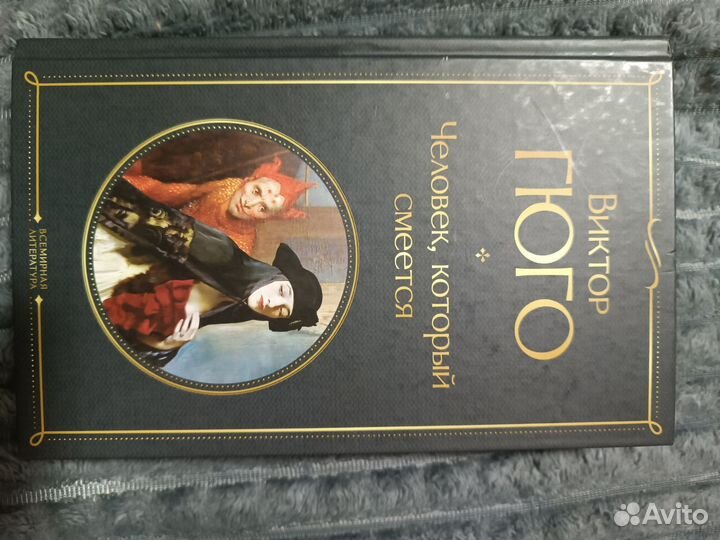 Виктор
ГЮГО
Человек, который
смеется
ВСЕМИРНАЯ
ЛИТЕРАТУРА
Avito